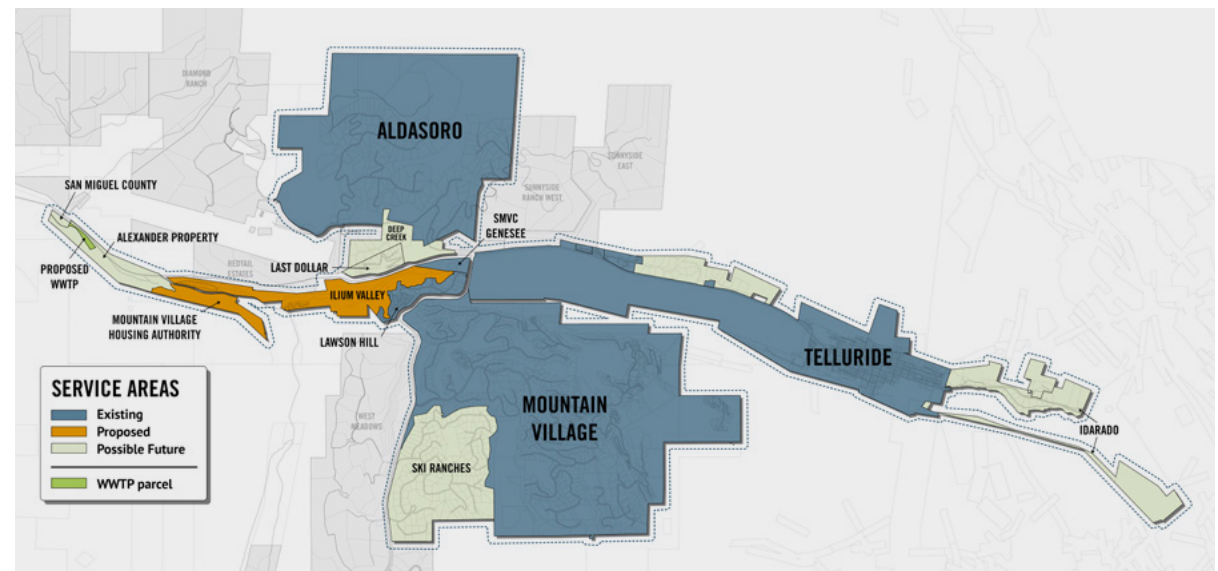 DIAMOND
RANCH
ALDASORO
SUNNYSIDE
EAST
SUNNYSIDE
RANCH WEST
SAN MIGUEL COUNTY
SMVC
GENESEE
DEEP
CREEK
ALEXANDER PROPERTY
REDTAIL
ESTATES
LAST DOLLAR
PROPOSED
WWTP
ILIUM VALLEY
MOUNTAIN VILLAGE
HOUSING AUTHORITY
LAWSON HILL
TELLURIDE
SERVICE AREAS
Existing
Proposed
Possible Future
WWTP parcel
WEST
MEADOWS
MOUNTAIN
VILLAGE
IDARADO
SKI RANCHES